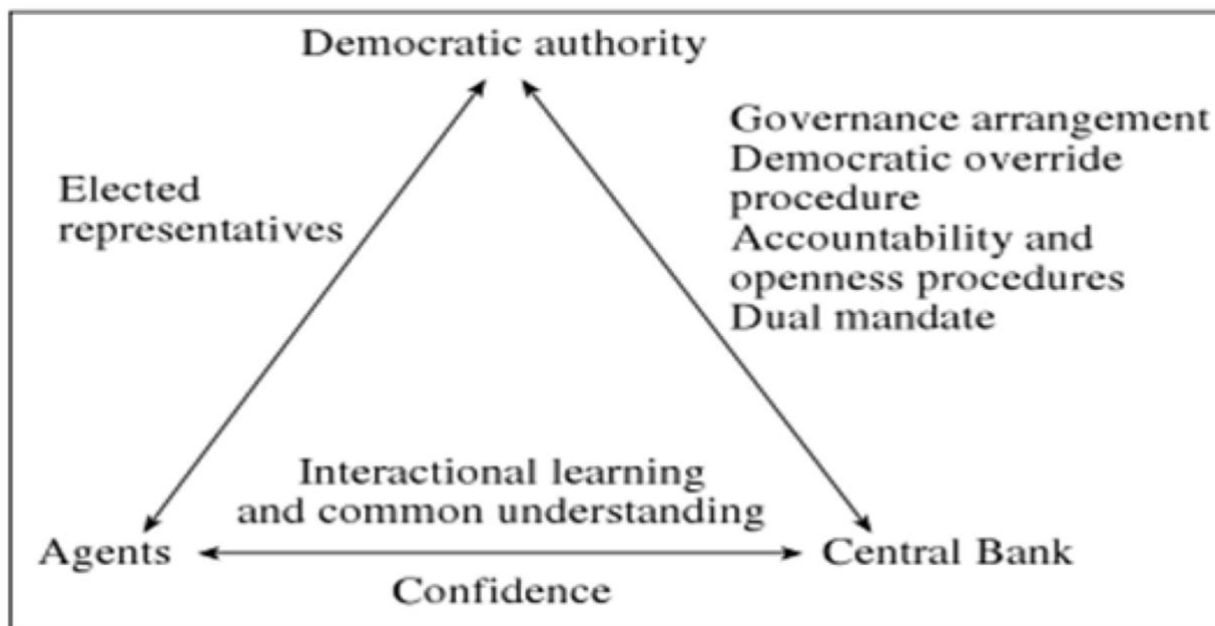 Democratic authority
Elected
representatives
Governance arrangement
Democratic override
procedure
Accountability and
openness procedures
Dual mandate
Interactional learning
and common understanding
Agents
Central Bank
Confidence